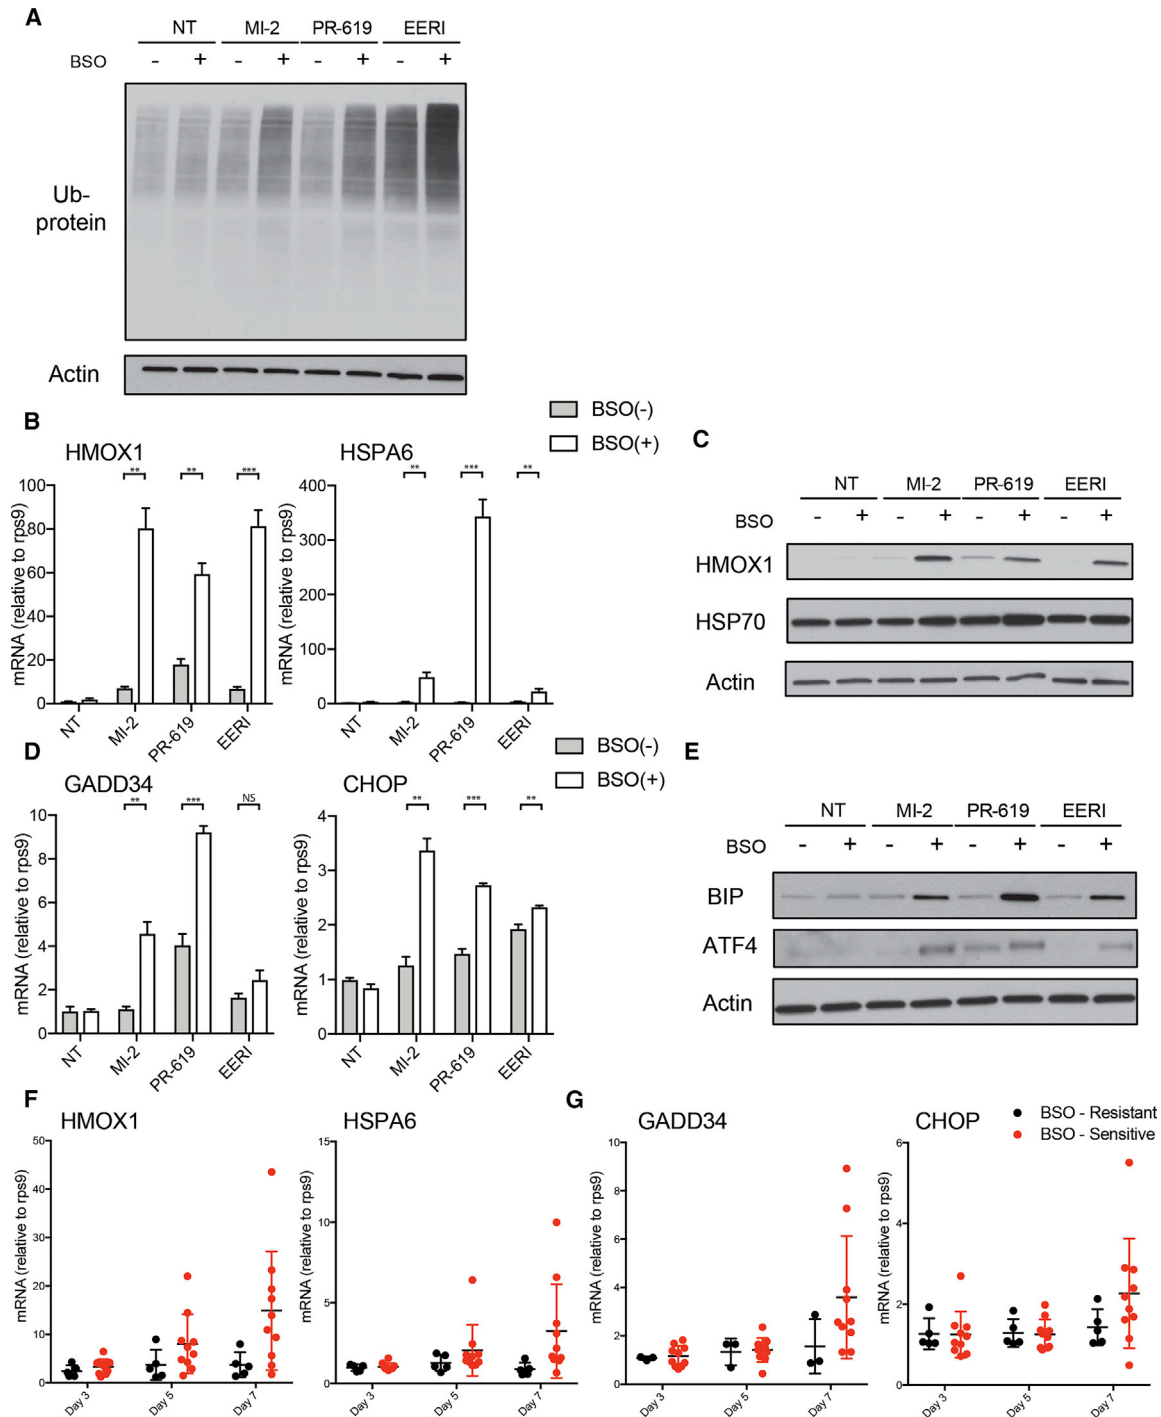 A
NT MI-2 PR-619 EERI
BSO - + - + - + - +
Ub-
protein
Actin
B
BSO(-)
BSO(+)
HMOX1
** ** ***
mRNA (relative to rps9)
100
80
60
40
20
0
NT MI-2 PR-619 EERI
HSPA6
** *** **
mRNA (relative to rps9)
400
300
200
100
0
NT MI-2 PR-619 EERI
C
NT MI-2 PR-619 EERI
BSO - + - + - + - +
HMOX1
HSP70
Actin
D
BSO(-)
BSO(+)
GADD34
** *** NS
mRNA (relative to rps9)
10
8
6
4
2
0
NT MI-2 PR-619 EERI
CHOP
** *** **
mRNA (relative to rps9)
4
3
2
1
0
NT MI-2 PR-619 EERI
E
NT MI-2 PR-619 EERI
BSO - + - + - + - +
BIP
ATF4
Actin
F
HMOX1
mRNA (relative to rps9)
50
40
30
20
10
0
Day 3 Day 5 Day 7
HSPA6
mRNA (relative to rps9)
15
10
5
0
Day 3 Day 5 Day 7
G
BSO - Resistant
BSO - Sensitive
GADD34
mRNA (relative to rps9)
10
8
6
4
2
0
Day 3 Day 5 Day 7
CHOP
mRNA (relative to rps9)
6
4
2
0
Day 3 Day 5 Day 7